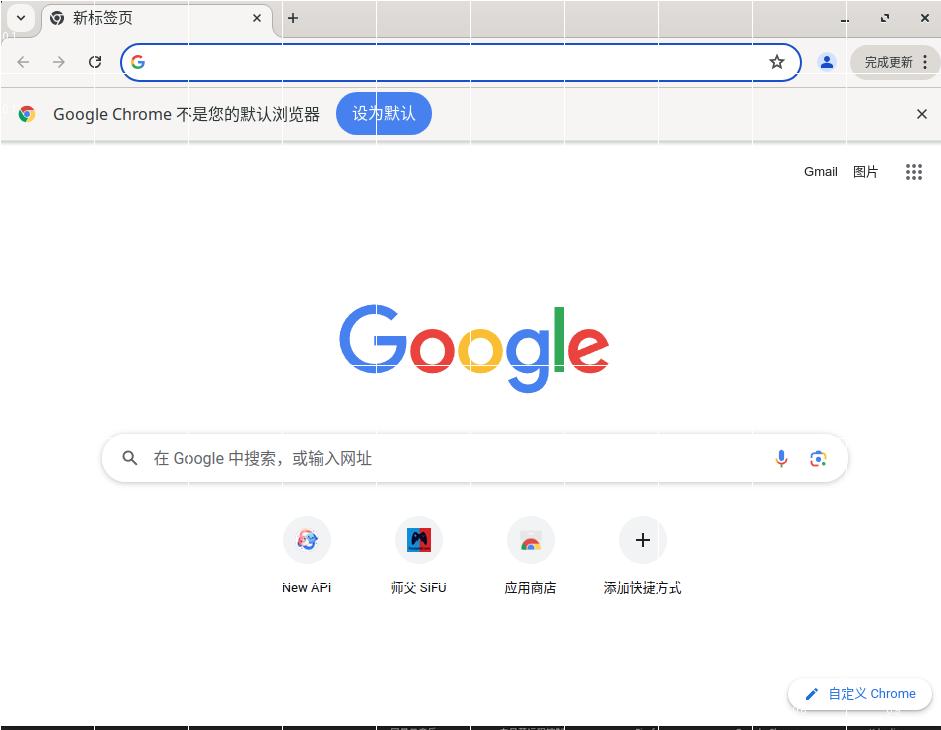 新标签页
完成更新
Google Chrome 不是您的默认浏览器
设为默认
Gmail
图片
Google
在 Google 中搜索，或输入网址
New API
师父 SiFU
应用商店
添加快捷方式
自定义 Chrome